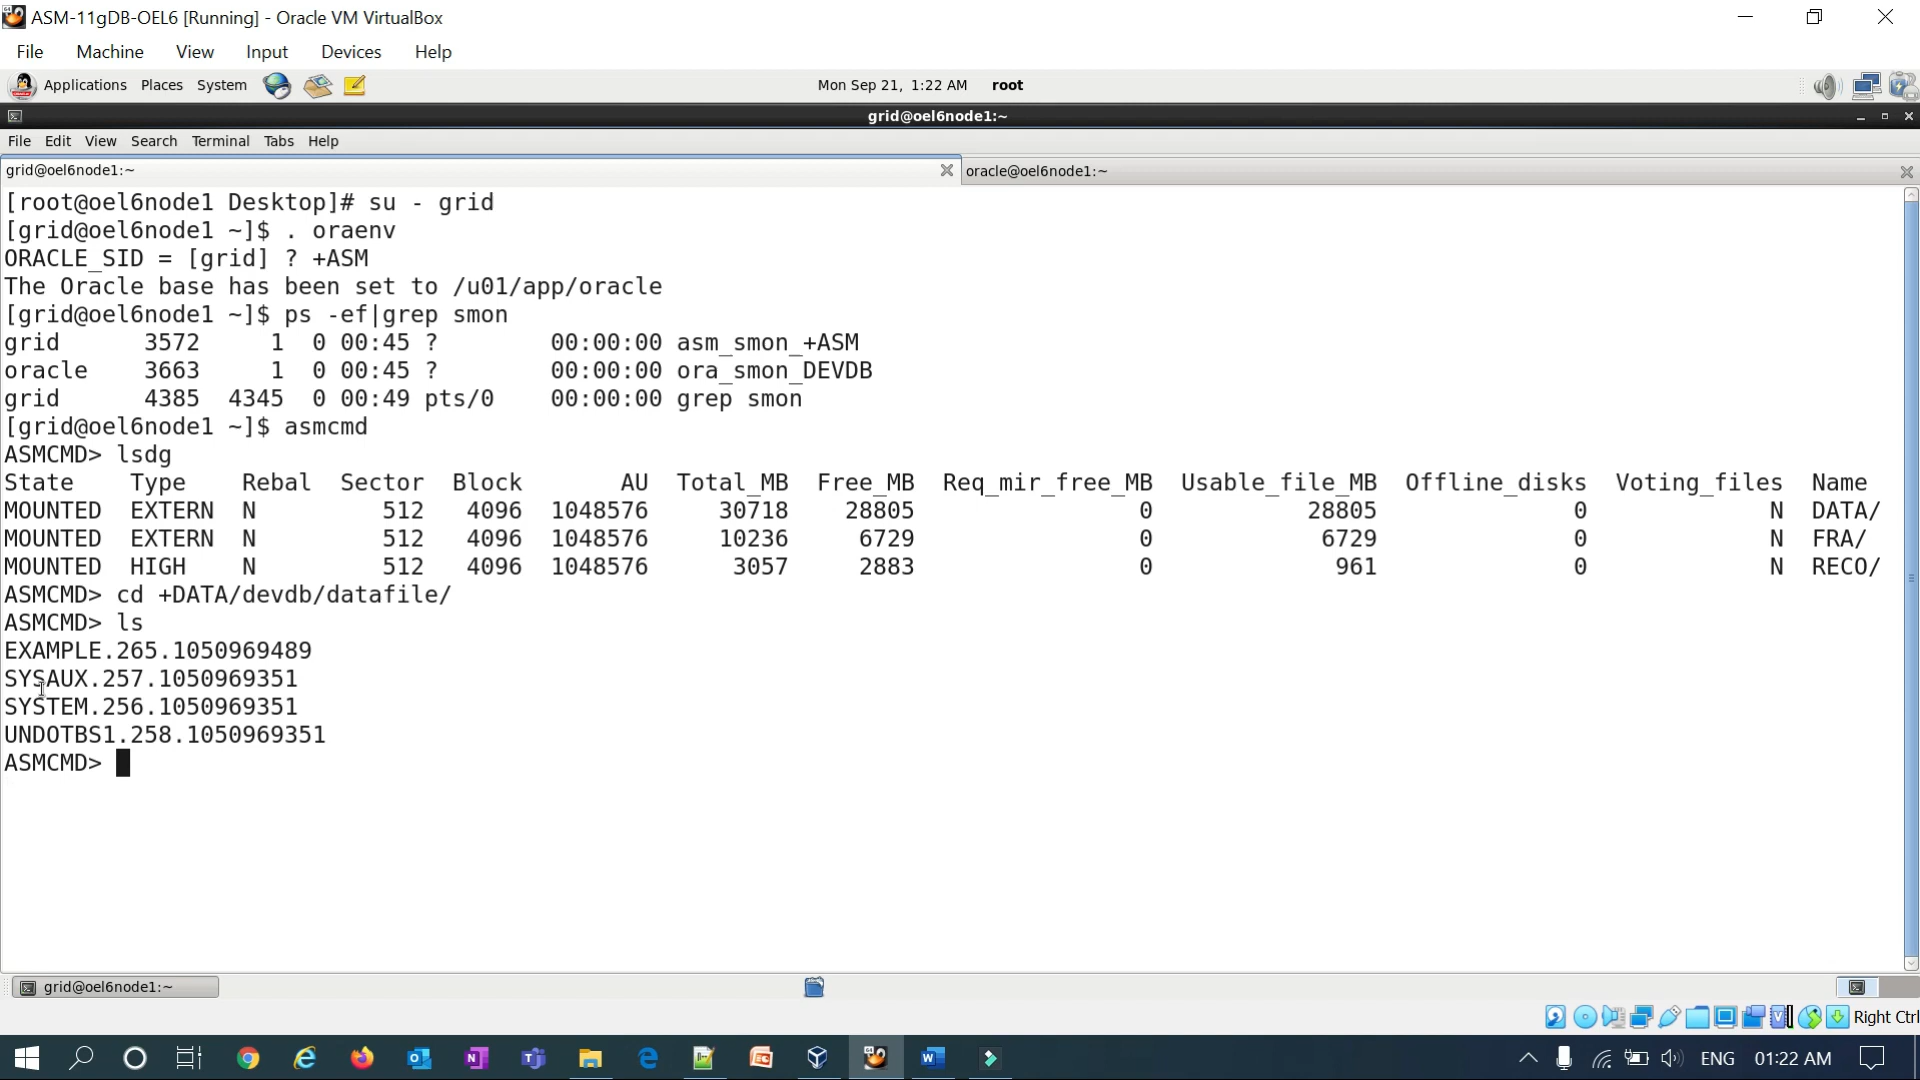 ASM-11gDB-OEL6 [Running] - Oracle VM VirtualBox
File Machine View Input Devices Help
Applications Places System Mon Sep 21, 1:22 AM root
grid@oel6node1:~
File Edit View Search Terminal Tabs Help
grid@oel6node1:~ oracle@oel6node1:~
[root@oel6node1 Desktop]# su - grid
[grid@oel6node1 ~]$ . oraenv
ORACLE_SID = [grid] ? +ASM
The Oracle base has been set to /u01/app/oracle
[grid@oel6node1 ~]$ ps -ef|grep smon
grid 3572 1 0 00:45 ? 00:00:00 asm_smon_+ASM
oracle 3663 1 0 00:45 ? 00:00:00 ora_smon_DEVDB
grid 4385 4345 0 00:49 pts/0 00:00:00 grep smon
[grid@oel6node1 ~]$ asmcmd
ASMCMD> lsdg
State Type Rebal Sector Block AU Total_MB Free_MB Req_mir_free_MB Usable_file_MB Offline_disks Voting_files Name
MOUNTED EXTERN N 512 4096 1048576 30718 28805 0 28805 0 N DATA/
MOUNTED EXTERN N 512 4096 1048576 10236 6729 0 6729 0 N FRA/
MOUNTED HIGH N 512 4096 1048576 3057 2883 0 961 0 N RECO/
ASMCMD> cd +DATA/devdb/datafile/
ASMCMD> ls
EXAMPLE.265.1050969489
SYSAUX.257.1050969351
SYSTEM.256.1050969351
UNDOTBS1.258.1050969351
ASMCMD>
grid@oel6node1:~
Right Ctrl
ENG 01:22 AM